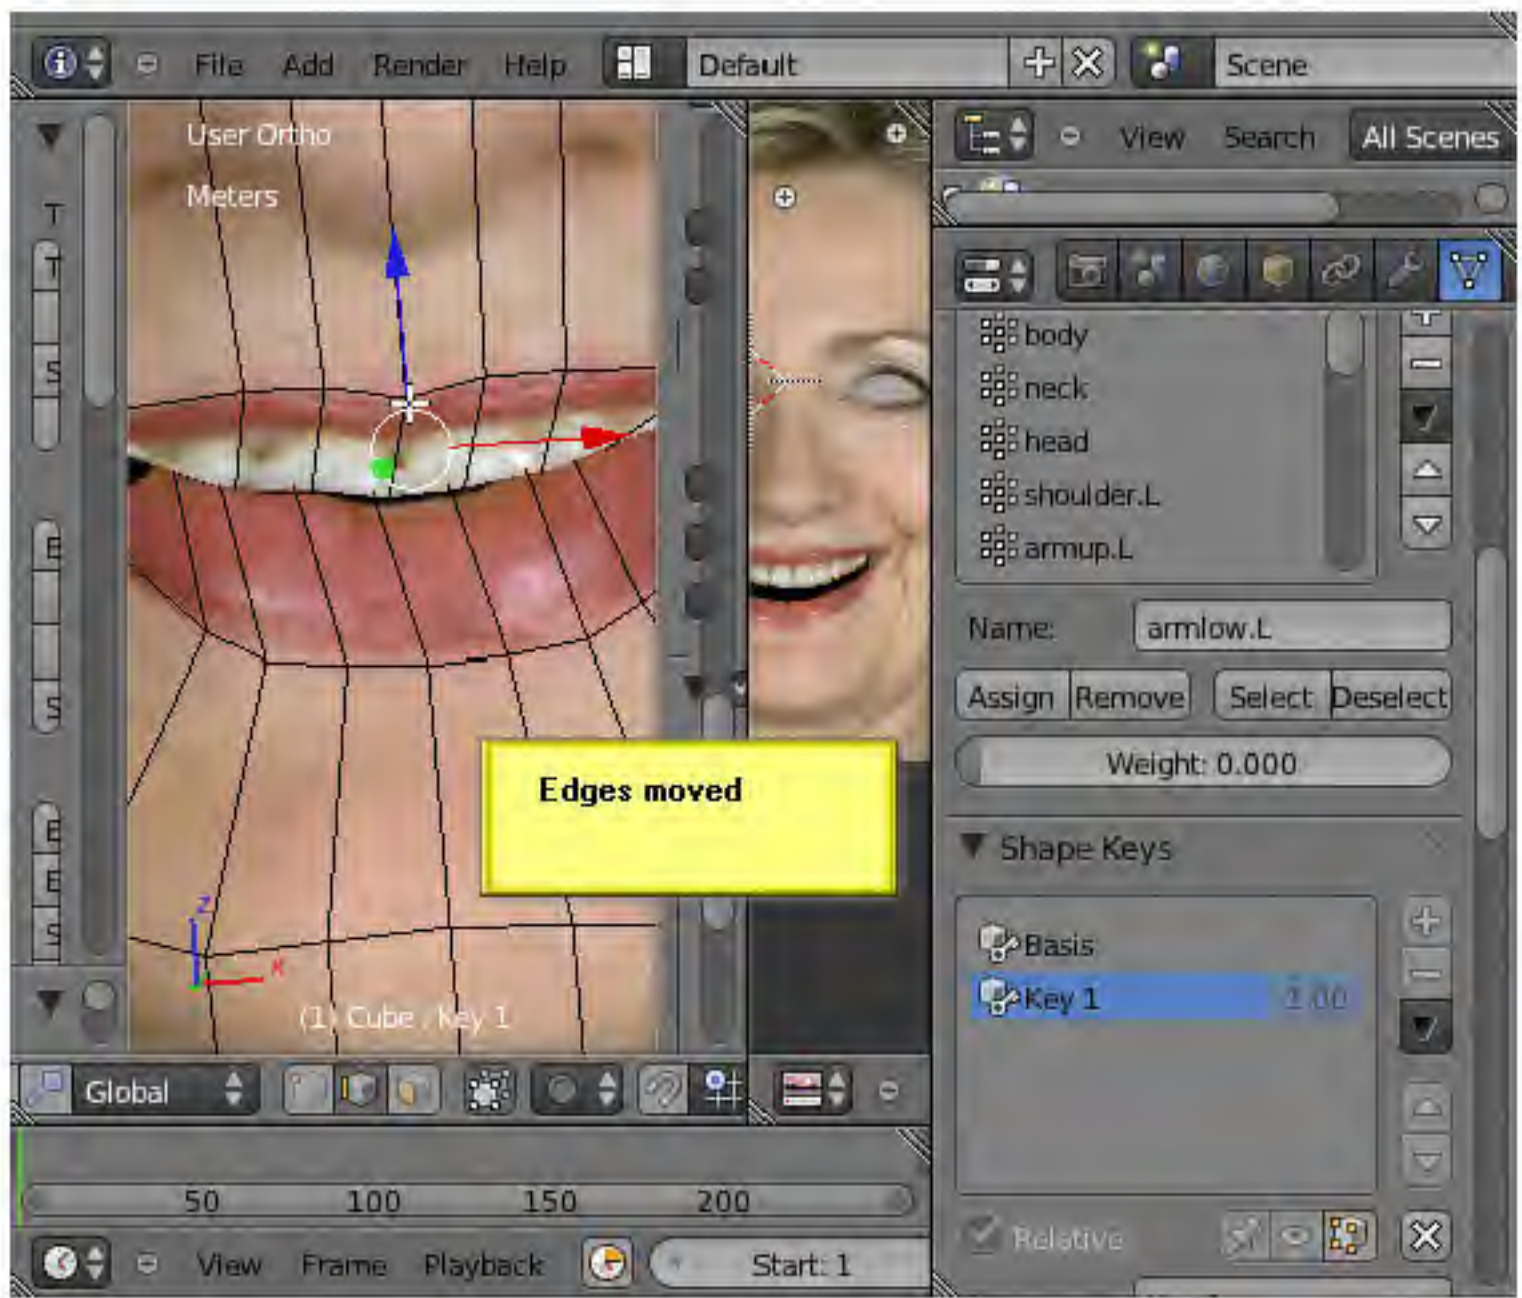 File Add Render Help Default Scene
User Ortho
Meters
View Search All Scenes
T
T
S
E
S
E
E
S
body
neck
head
shoulder.L
armup.L
Name: armlow.L
Assign Remove Select Deselect
Weight: 0.000
Edges moved
Shape Keys
Basis
Key 1
z
x
(1) Cube : Key 1
Global
50 100 150 200
Relative
View Frame Playback Start: 1